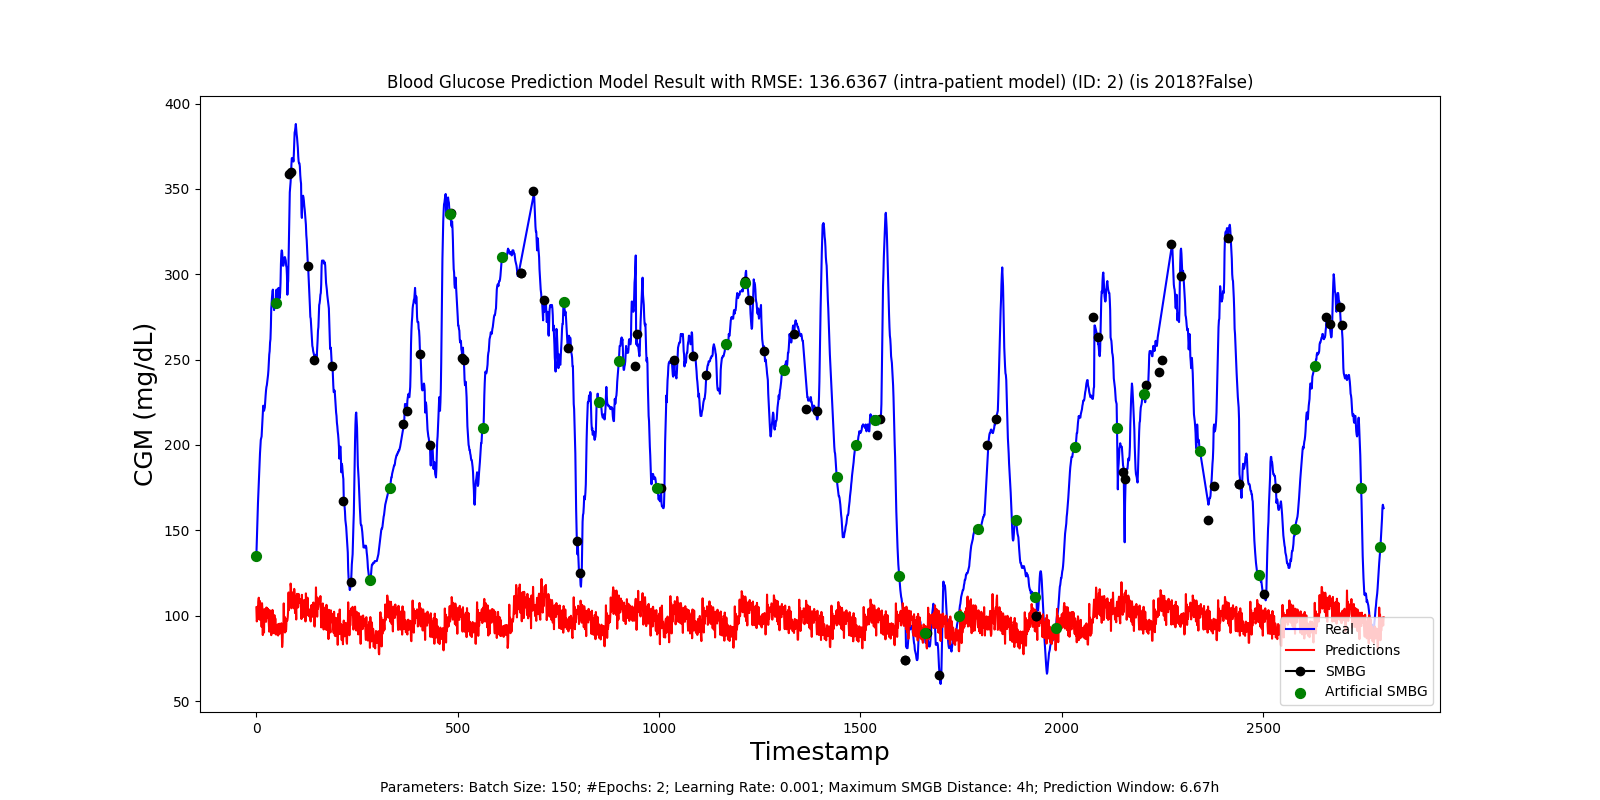 Blood Glucose Prediction Model Result with RMSE: 136.6367 (intra-patient model) (ID: 2) (is 2018?False)
400
350
300
250
200
150
100
50
CGM (mg/dL)
0 500 1000 1500 2000 2500
Timestamp
Real
Predictions
SMBG
Artificial SMBG
Parameters: Batch Size: 150; #Epochs: 2; Learning Rate: 0.001; Maximum SMGB Distance: 4h; Prediction Window: 6.67h